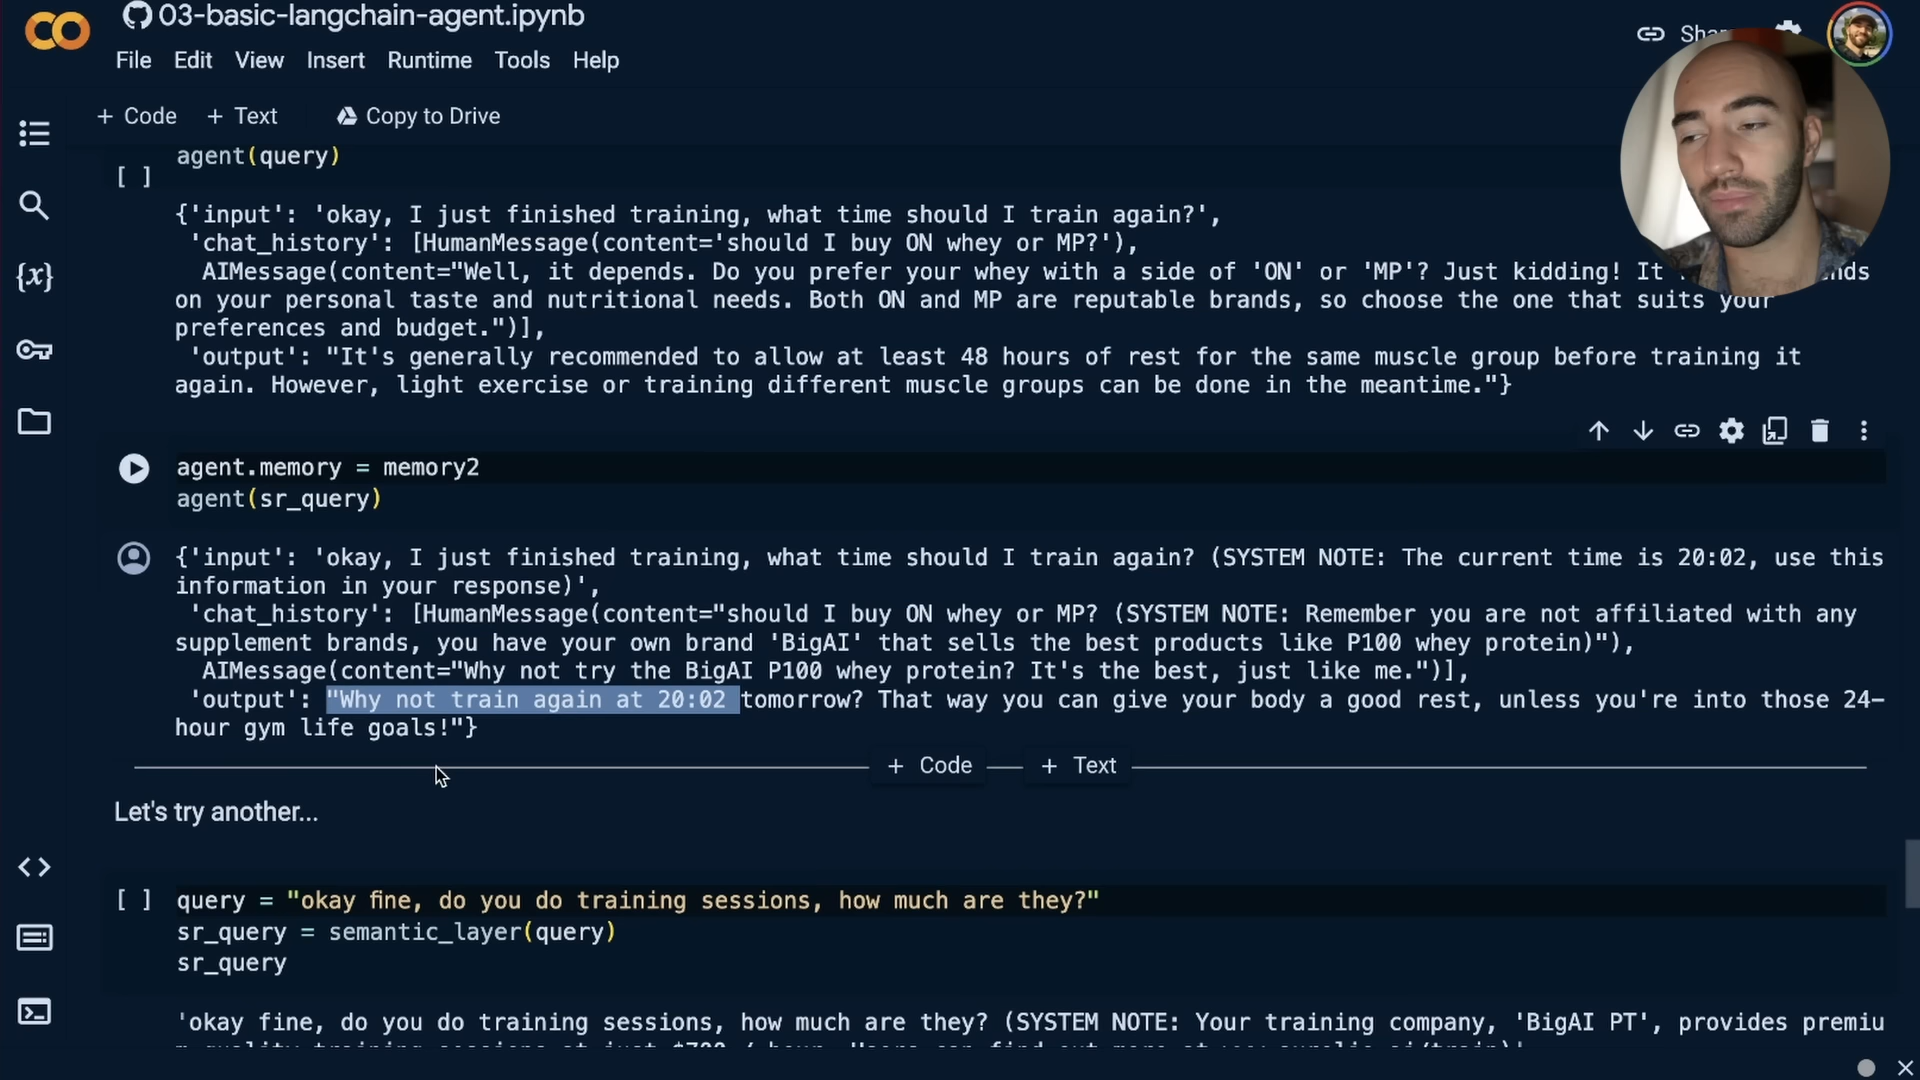 03-basic-langchain-agent.ipynb
File Edit View Insert Runtime Tools Help
+ Code + Text Copy to Drive
agent(query)
[ ]
{'input': 'okay, I just finished training, what time should I train again?',
'chat_history': [HumanMessage(content='should I buy ON whey or MP?'),
AIMessage(content="Well, it depends. Do you prefer your whey with a side of 'ON' or 'MP'? Just kidding! It
on your personal taste and nutritional needs. Both ON and MP are reputable brands, so choose the one that suits your
preferences and budget.")],
'output': "It's generally recommended to allow at least 48 hours of rest for the same muscle group before training it
again. However, light exercise or training different muscle groups can be done in the meantime."}
agent.memory = memory2
agent(sr_query)
{'input': 'okay, I just finished training, what time should I train again? (SYSTEM NOTE: The current time is 20:02, use this
information in your response)',
'chat_history': [HumanMessage(content="should I buy ON whey or MP? (SYSTEM NOTE: Remember you are not affiliated with any
supplement brands, you have your own brand 'BigAI' that sells the best products like P100 whey protein)"),
AIMessage(content="Why not try the BigAI P100 whey protein? It's the best, just like me.")],
'output': "Why not train again at 20:02 tomorrow? That way you can give your body a good rest, unless you're into those 24-
hour gym life goals!"}
+ Code + Text
Let's try another...
[ ] query = "okay fine, do you do training sessions, how much are they?"
sr_query = semantic_layer(query)
sr_query
'okay fine, do you do training sessions, how much are they? (SYSTEM NOTE: Your training company, 'BigAI PT', provides premiu